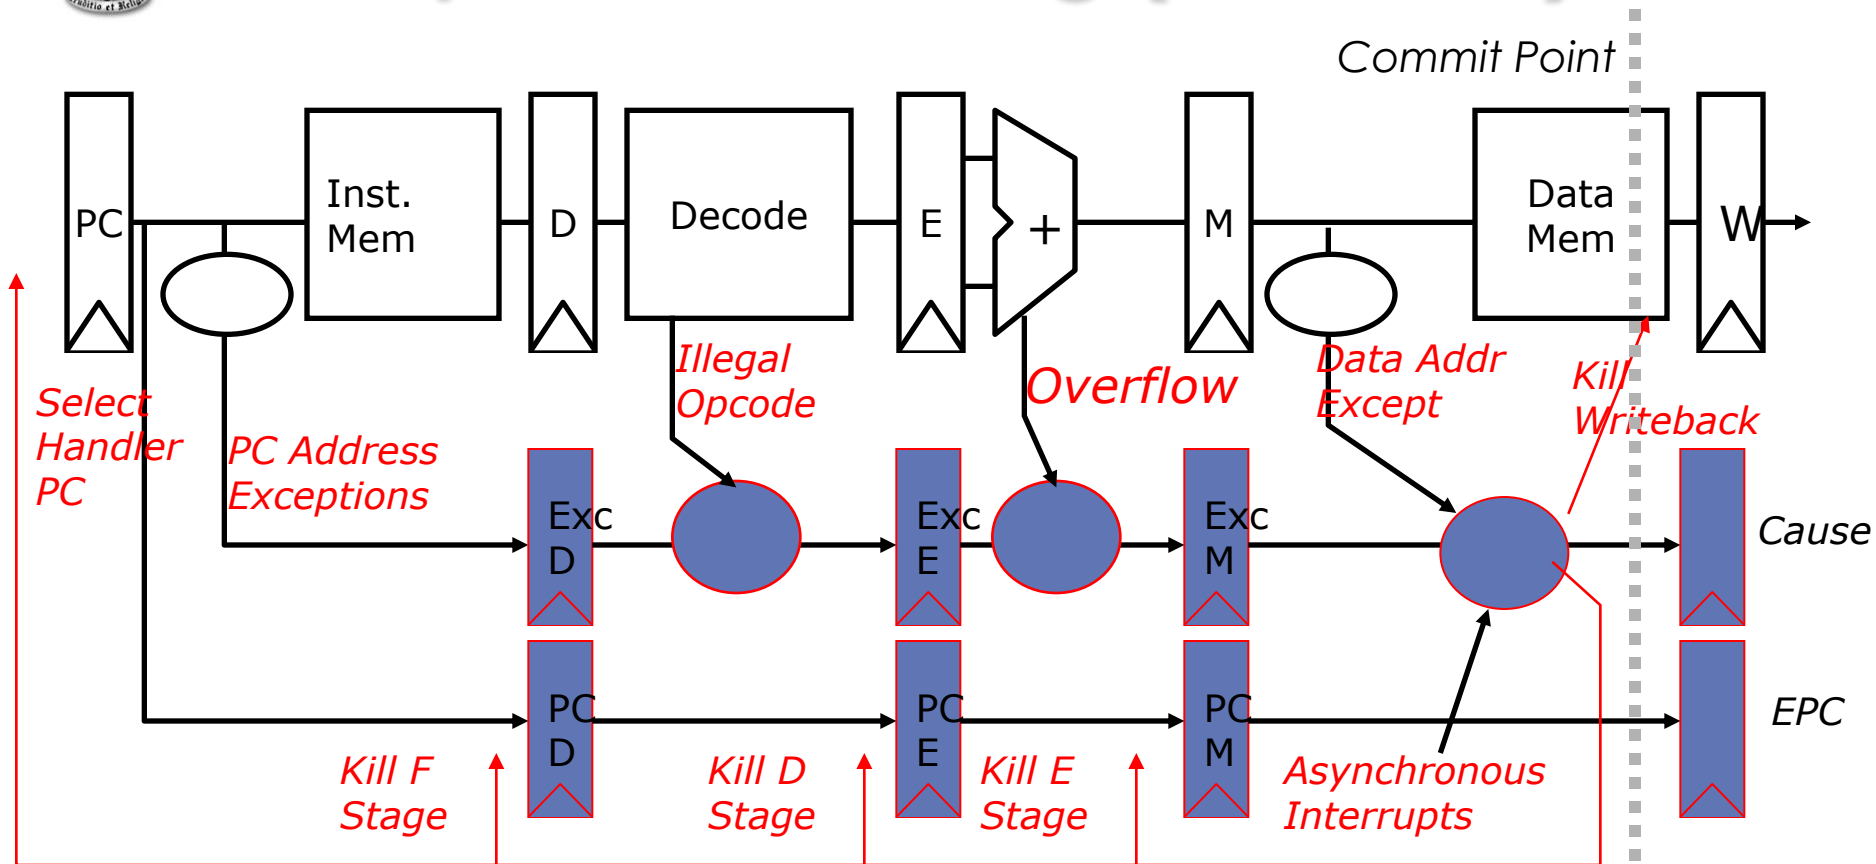 Commit Point
PC
Inst.
Mem
D
Decode
E
+
M
Data
Mem
W
Select
Handler
PC
PC Address
Exceptions
Illegal
Opcode
Overflow
Data Addr
Except
Kill
Writeback
Exc
D
Exc
E
Exc
M
Cause
PC
D
PC
E
PC
M
EPC
Kill F
Stage
Kill D
Stage
Kill E
Stage
Asynchronous
Interrupts